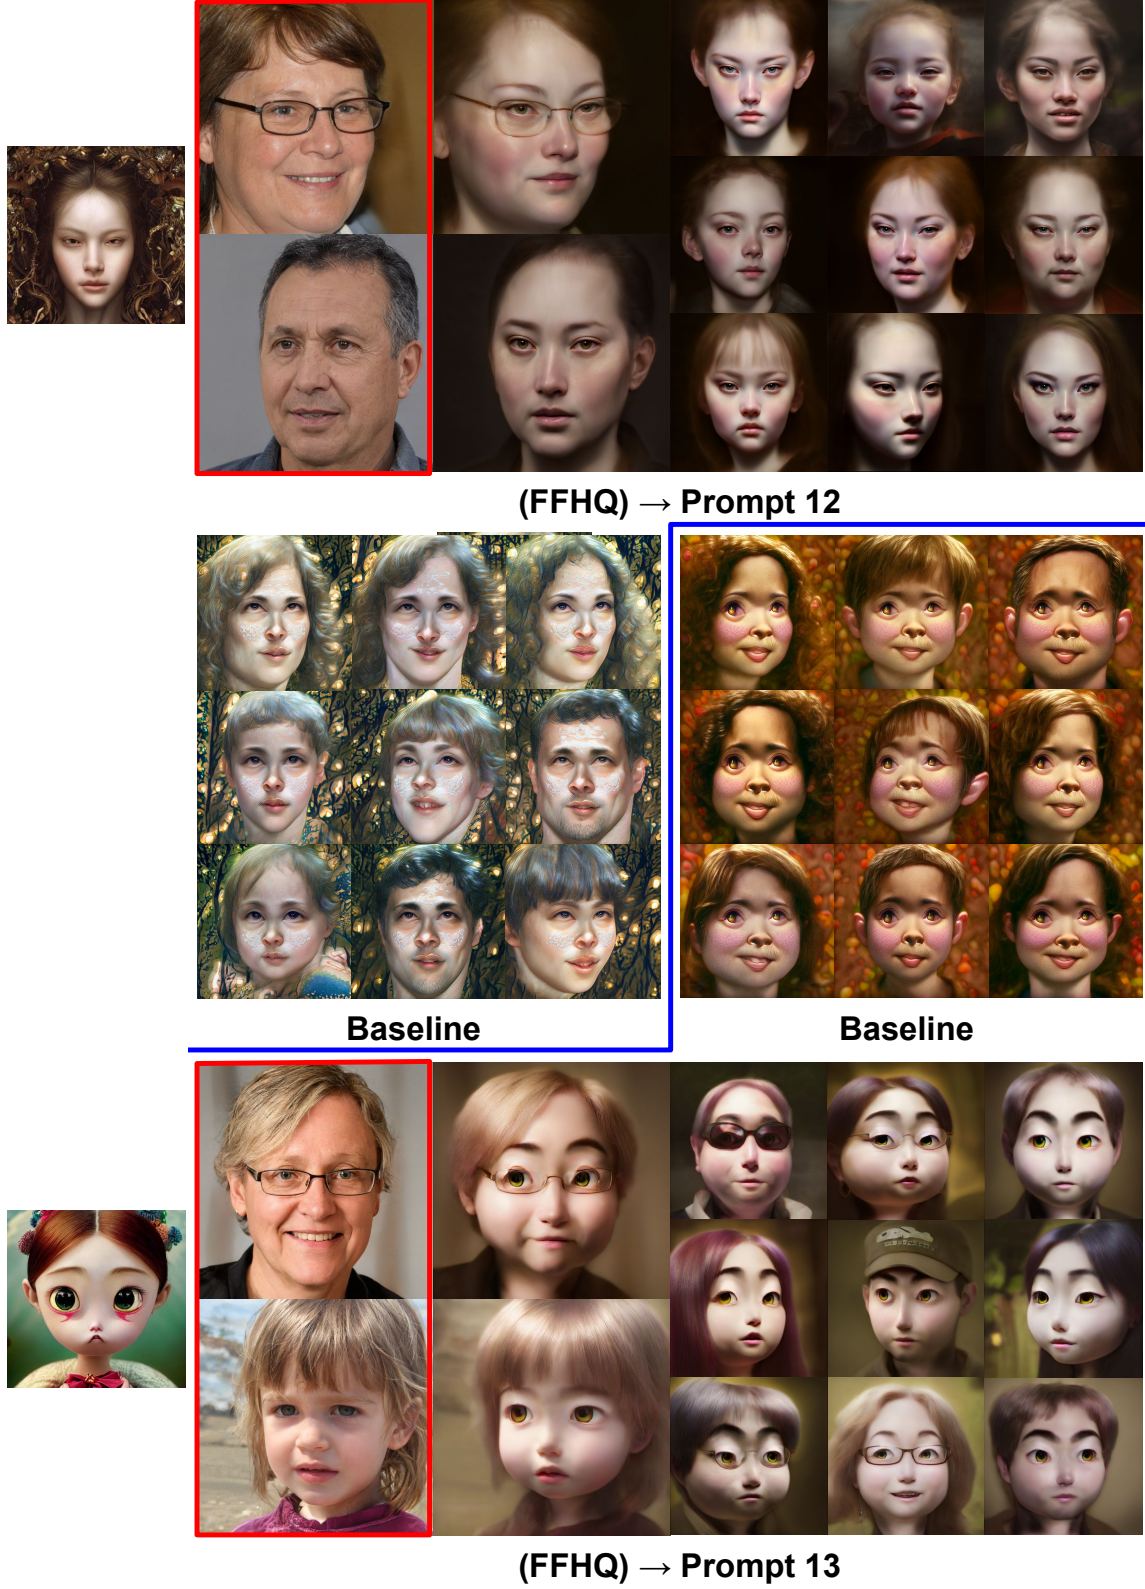 (FFHQ) → Prompt 12
Baseline
Baseline
(FFHQ) → Prompt 13